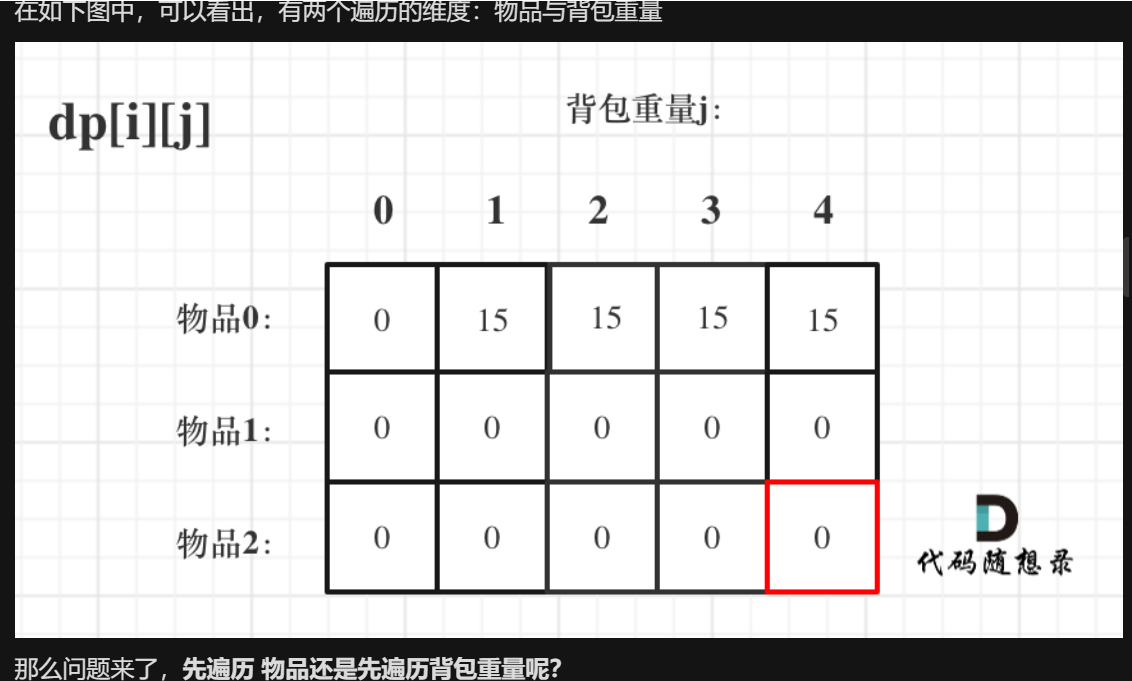 在如下图中，可以看出，有两个遍历的维度：物品与背包重量
dp[i][j]
背包重量j:
0 1 2 3 4
物品0: 0 15 15 15 15
物品1: 0 0 0 0 0
物品2: 0 0 0 0 0
代码随想录
那么问题来了，先遍历 物品还是先遍历背包重量呢？